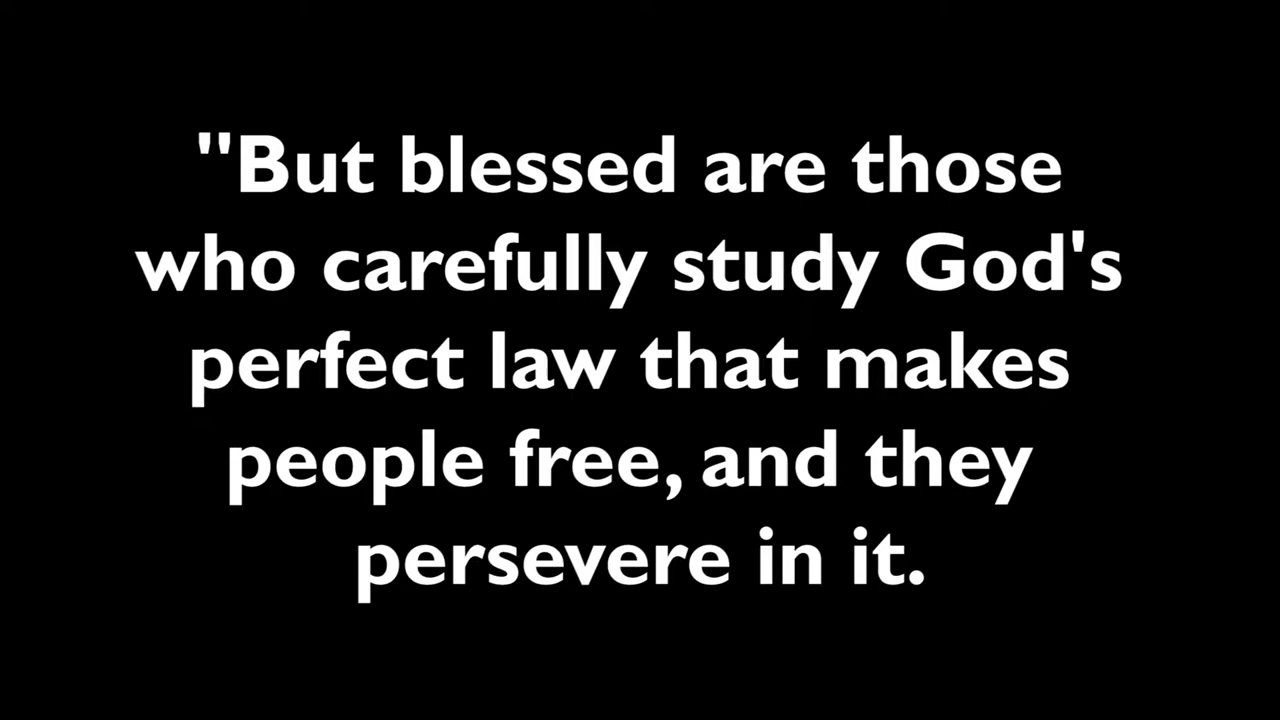 "But blessed are those
who carefully study God's
perfect law that makes
people free, and they
persevere in it.